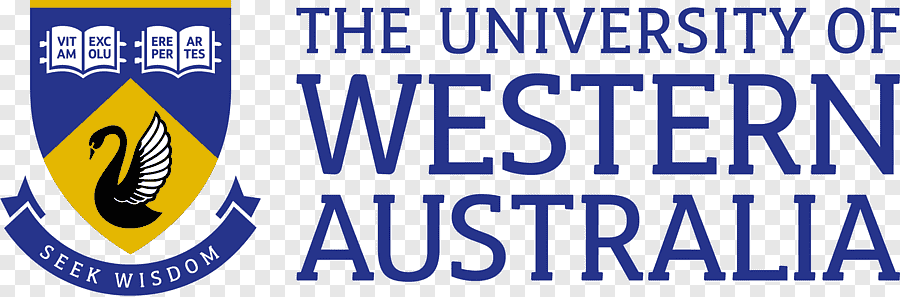 VIT EXC
AM OLU
ERE AR
PER TES
SEEK WISDOM
THE UNIVERSITY OF
WESTERN
AUSTRALIA